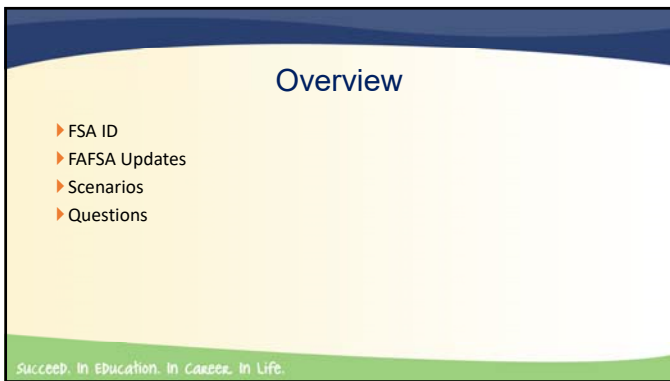 Overview
FSA ID
FAFSA Updates
Scenarios
Questions
Succeed. In Education. In Career. In Life.